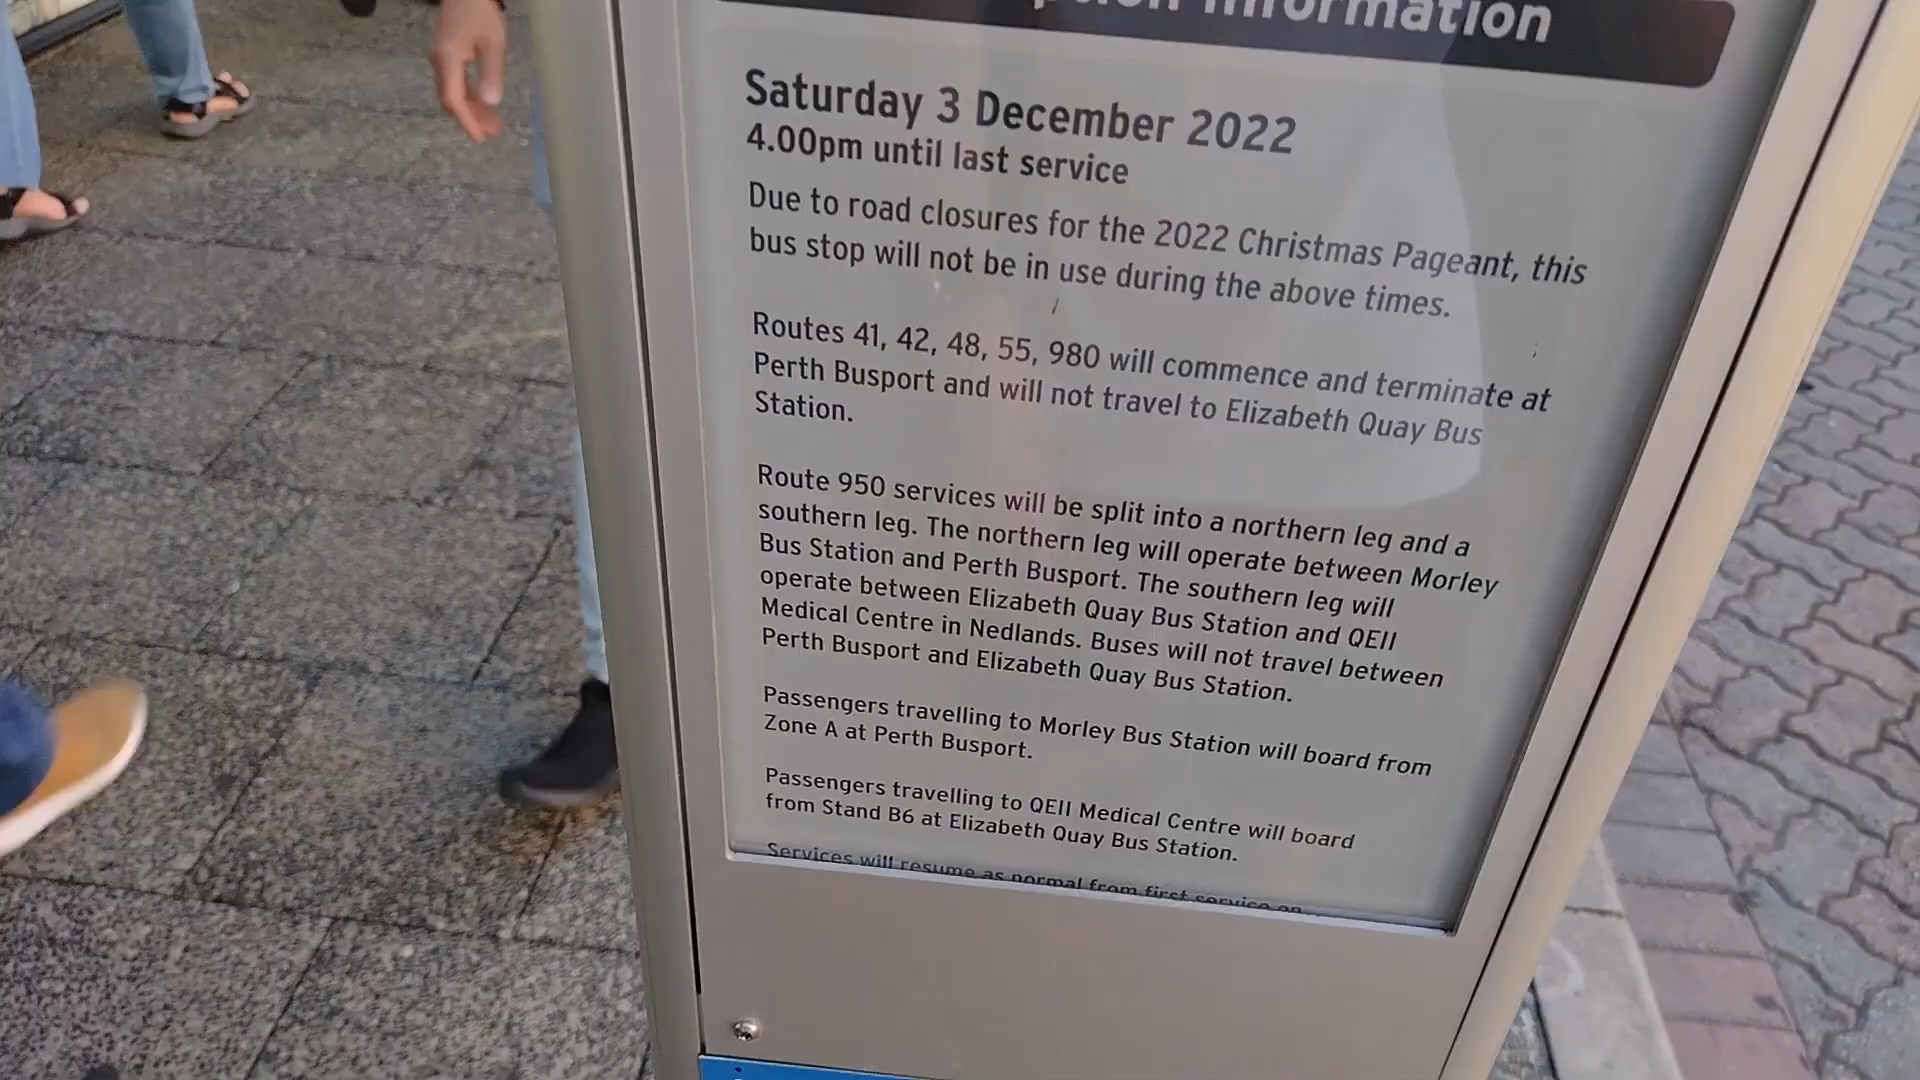 Information
Saturday 3 December 2022
4.00pm until last service
Due to road closures for the 2022 Christmas Pageant, this
bus stop will not be in use during the above times.
Routes 41, 42, 48, 55, 980 will commence and terminate at
Perth Busport and will not travel to Elizabeth Quay Bus
Station.
Route 950 services will be split into a northern leg and a
southern leg. The northern leg will operate between Morley
Bus Station and Perth Busport. The southern leg will
operate between Elizabeth Quay Bus Station and QEII
Medical Centre in Nedlands. Buses will not travel between
Perth Busport and Elizabeth Quay Bus Station.
Passengers travelling to Morley Bus Station will board from
Zone A at Perth Busport.
Passengers travelling to QEII Medical Centre will board
from Stand B6 at Elizabeth Quay Bus Station.
Services will resume as normal from first service on